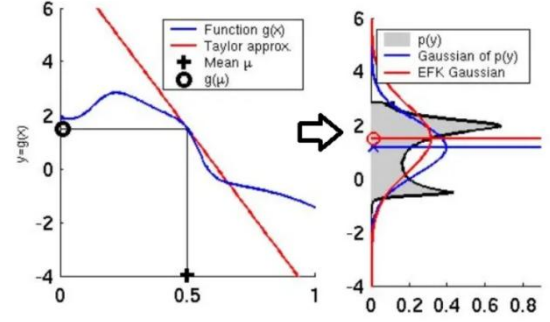 6
4
2
0
-2
-4
y=g(x)
0
0.5
1
Function g(x)
Taylor approx.
Mean μ
g(μ)
6
4
2
0
-2
-4
0
0.2
0.4
0.6
0.8
p(y)
Gaussian of p(y)
EFK Gaussian